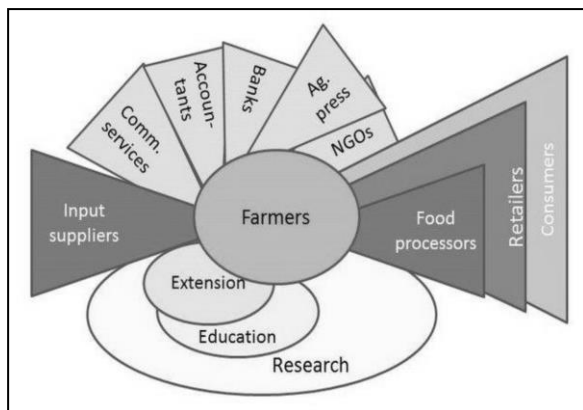 Comm.
services
Accoun-
tants
Banks
Ag.
press
NGOs
Input
suppliers
Farmers
Food
processors
Retailers
Consumers
Extension
Education
Research